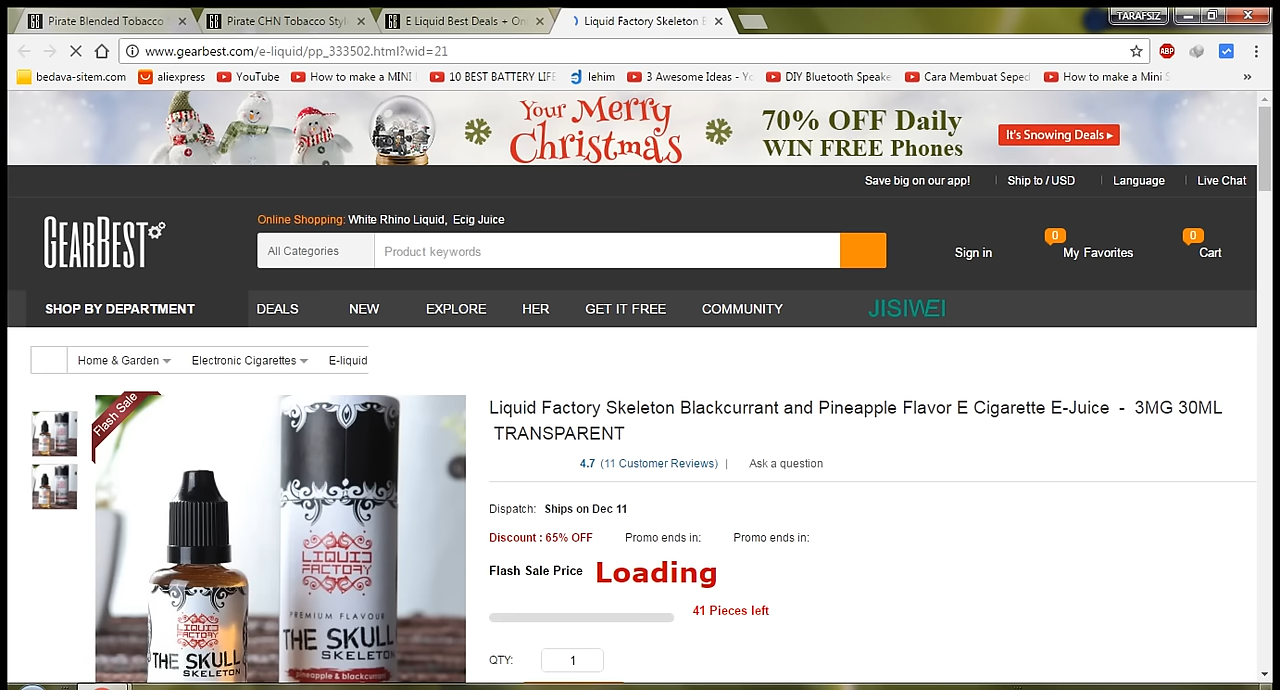 Pirate Blended Tobacco
Pirate CHN Tobacco Styl
E Liquid Best Deals + On
Liquid Factory Skeleton B
TARAFSIZ
www.gearbest.com/e-liquid/pp_333502.html?wid=21
ABP
bedava-sitem.com
aliexpress
YouTube
How to make a MINI
10 BEST BATTERY LIFE
lehim
3 Awesome Ideas - Yo
DIY Bluetooth Speake
Cara Membuat Seped
How to make a Mini S
»
Your Merry
Christmas
70% OFF Daily
WIN FREE Phones
It's Snowing Deals ▸
Save big on our app!
Ship to / USD
Language
Live Chat
GEARBEST
Online Shopping: White Rhino Liquid, Ecig Juice
All Categories
Product keywords
Sign in
0
My Favorites
0
Cart
SHOP BY DEPARTMENT
DEALS
NEW
EXPLORE
HER
GET IT FREE
COMMUNITY
JISIWEI
Home & Garden
Electronic Cigarettes
E-liquid
Flash Sale
LIQUID
FACTORY
THE SKULL
SKELETON
LIQUID
FACTORY
PREMIUM FLAVOUR
THE SKULL
SKELETON
pineapple & blackcurrant
Liquid Factory Skeleton Blackcurrant and Pineapple Flavor E Cigarette E-Juice - 3MG 30ML
TRANSPARENT
4.7 (11 Customer Reviews) | Ask a question
Dispatch: Ships on Dec 11
Discount : 65% OFF Promo ends in: Promo ends in:
Flash Sale Price Loading
41 Pieces left
QTY: 1